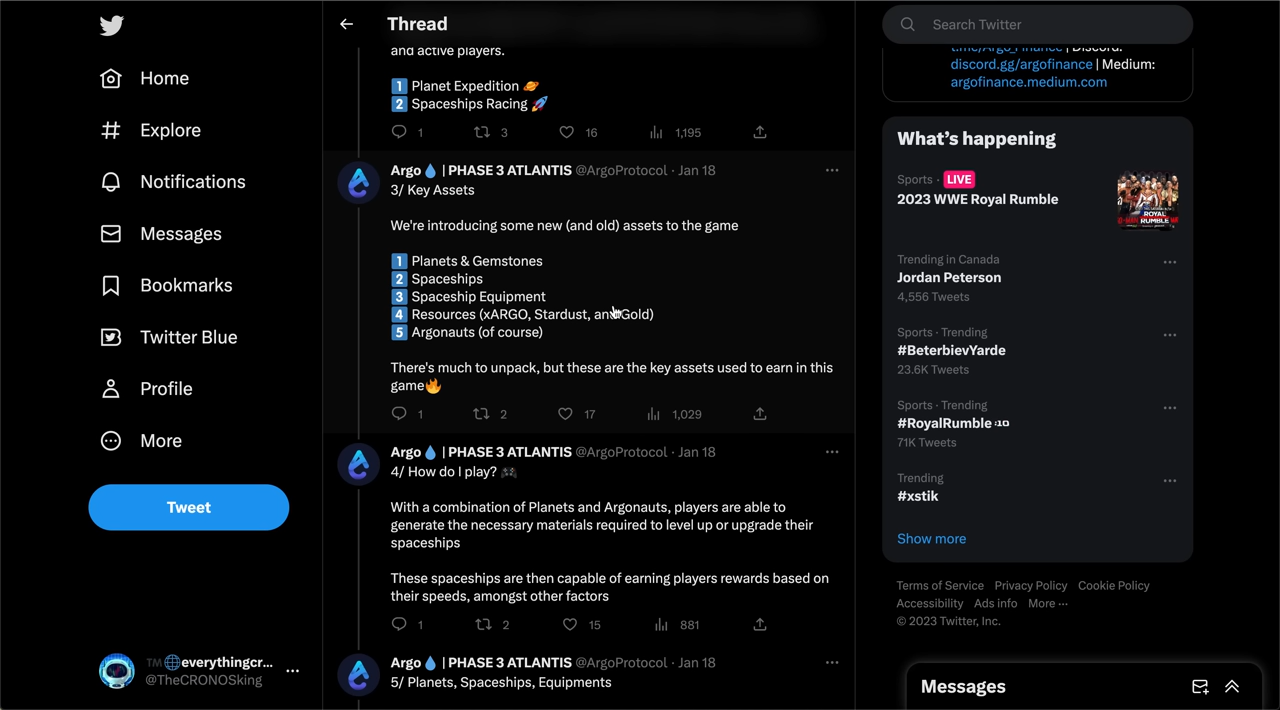 Home
Explore
Notifications
Messages
Bookmarks
Twitter Blue
Profile
More
Tweet
everythingcr...
@TheCRONOSking
Thread
and active players.
1 Planet Expedition 🪐
2 Spaceships Racing 🚀
1 3 16 1,195
Argo💧 | PHASE 3 ATLANTIS @ArgoProtocol · Jan 18
3/ Key Assets
We're introducing some new (and old) assets to the game
1 Planets & Gemstones
2 Spaceships
3 Spaceship Equipment
4 Resources (xARGO, Stardust, and Gold)
5 Argonauts (of course)
There's much to unpack, but these are the key assets used to earn in this
game🔥
1 2 17 1,029
Argo💧 | PHASE 3 ATLANTIS @ArgoProtocol · Jan 18
4/ How do I play? 🎮
With a combination of Planets and Argonauts, players are able to
generate the necessary materials required to level up or upgrade their
spaceships
These spaceships are then capable of earning players rewards based on
their speeds, amongst other factors
1 2 15 881
Argo💧 | PHASE 3 ATLANTIS @ArgoProtocol · Jan 18
5/ Planets, Spaceships, Equipments
Search Twitter
t.me/Argo_Finance | Discord:
discord.gg/argofinance | Medium:
argofinance.medium.com
What's happening
Sports · LIVE
2023 WWE Royal Rumble
ROYAL
RUMBLE
Trending in Canada
Jordan Peterson
4,556 Tweets
Sports · Trending
#BeterbievYarde
23.6K Tweets
Sports · Trending
#RoyalRumble
71K Tweets
Trending
#xstik
Show more
Terms of Service Privacy Policy Cookie Policy
Accessibility Ads info More ···
© 2023 Twitter, Inc.
Messages